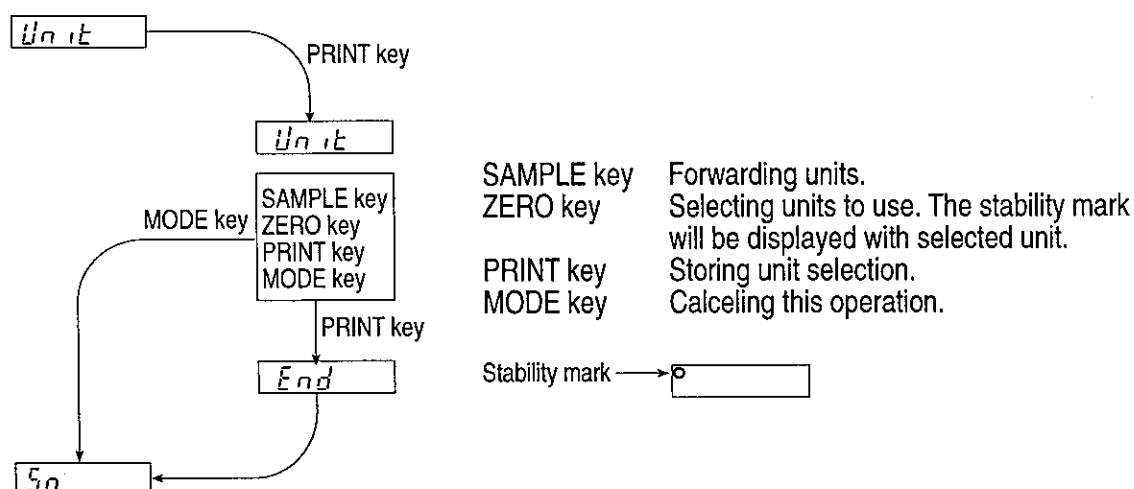 Unit
PRINT key
Unit
SAMPLE key
ZERO key
PRINT key
MODE key
MODE key
PRINT key
End
Sn
SAMPLE key Forwarding units.
ZERO key Selecting units to use. The stability mark
will be displayed with selected unit.
PRINT key Storing unit selection.
MODE key Calceling this operation.
Stability mark